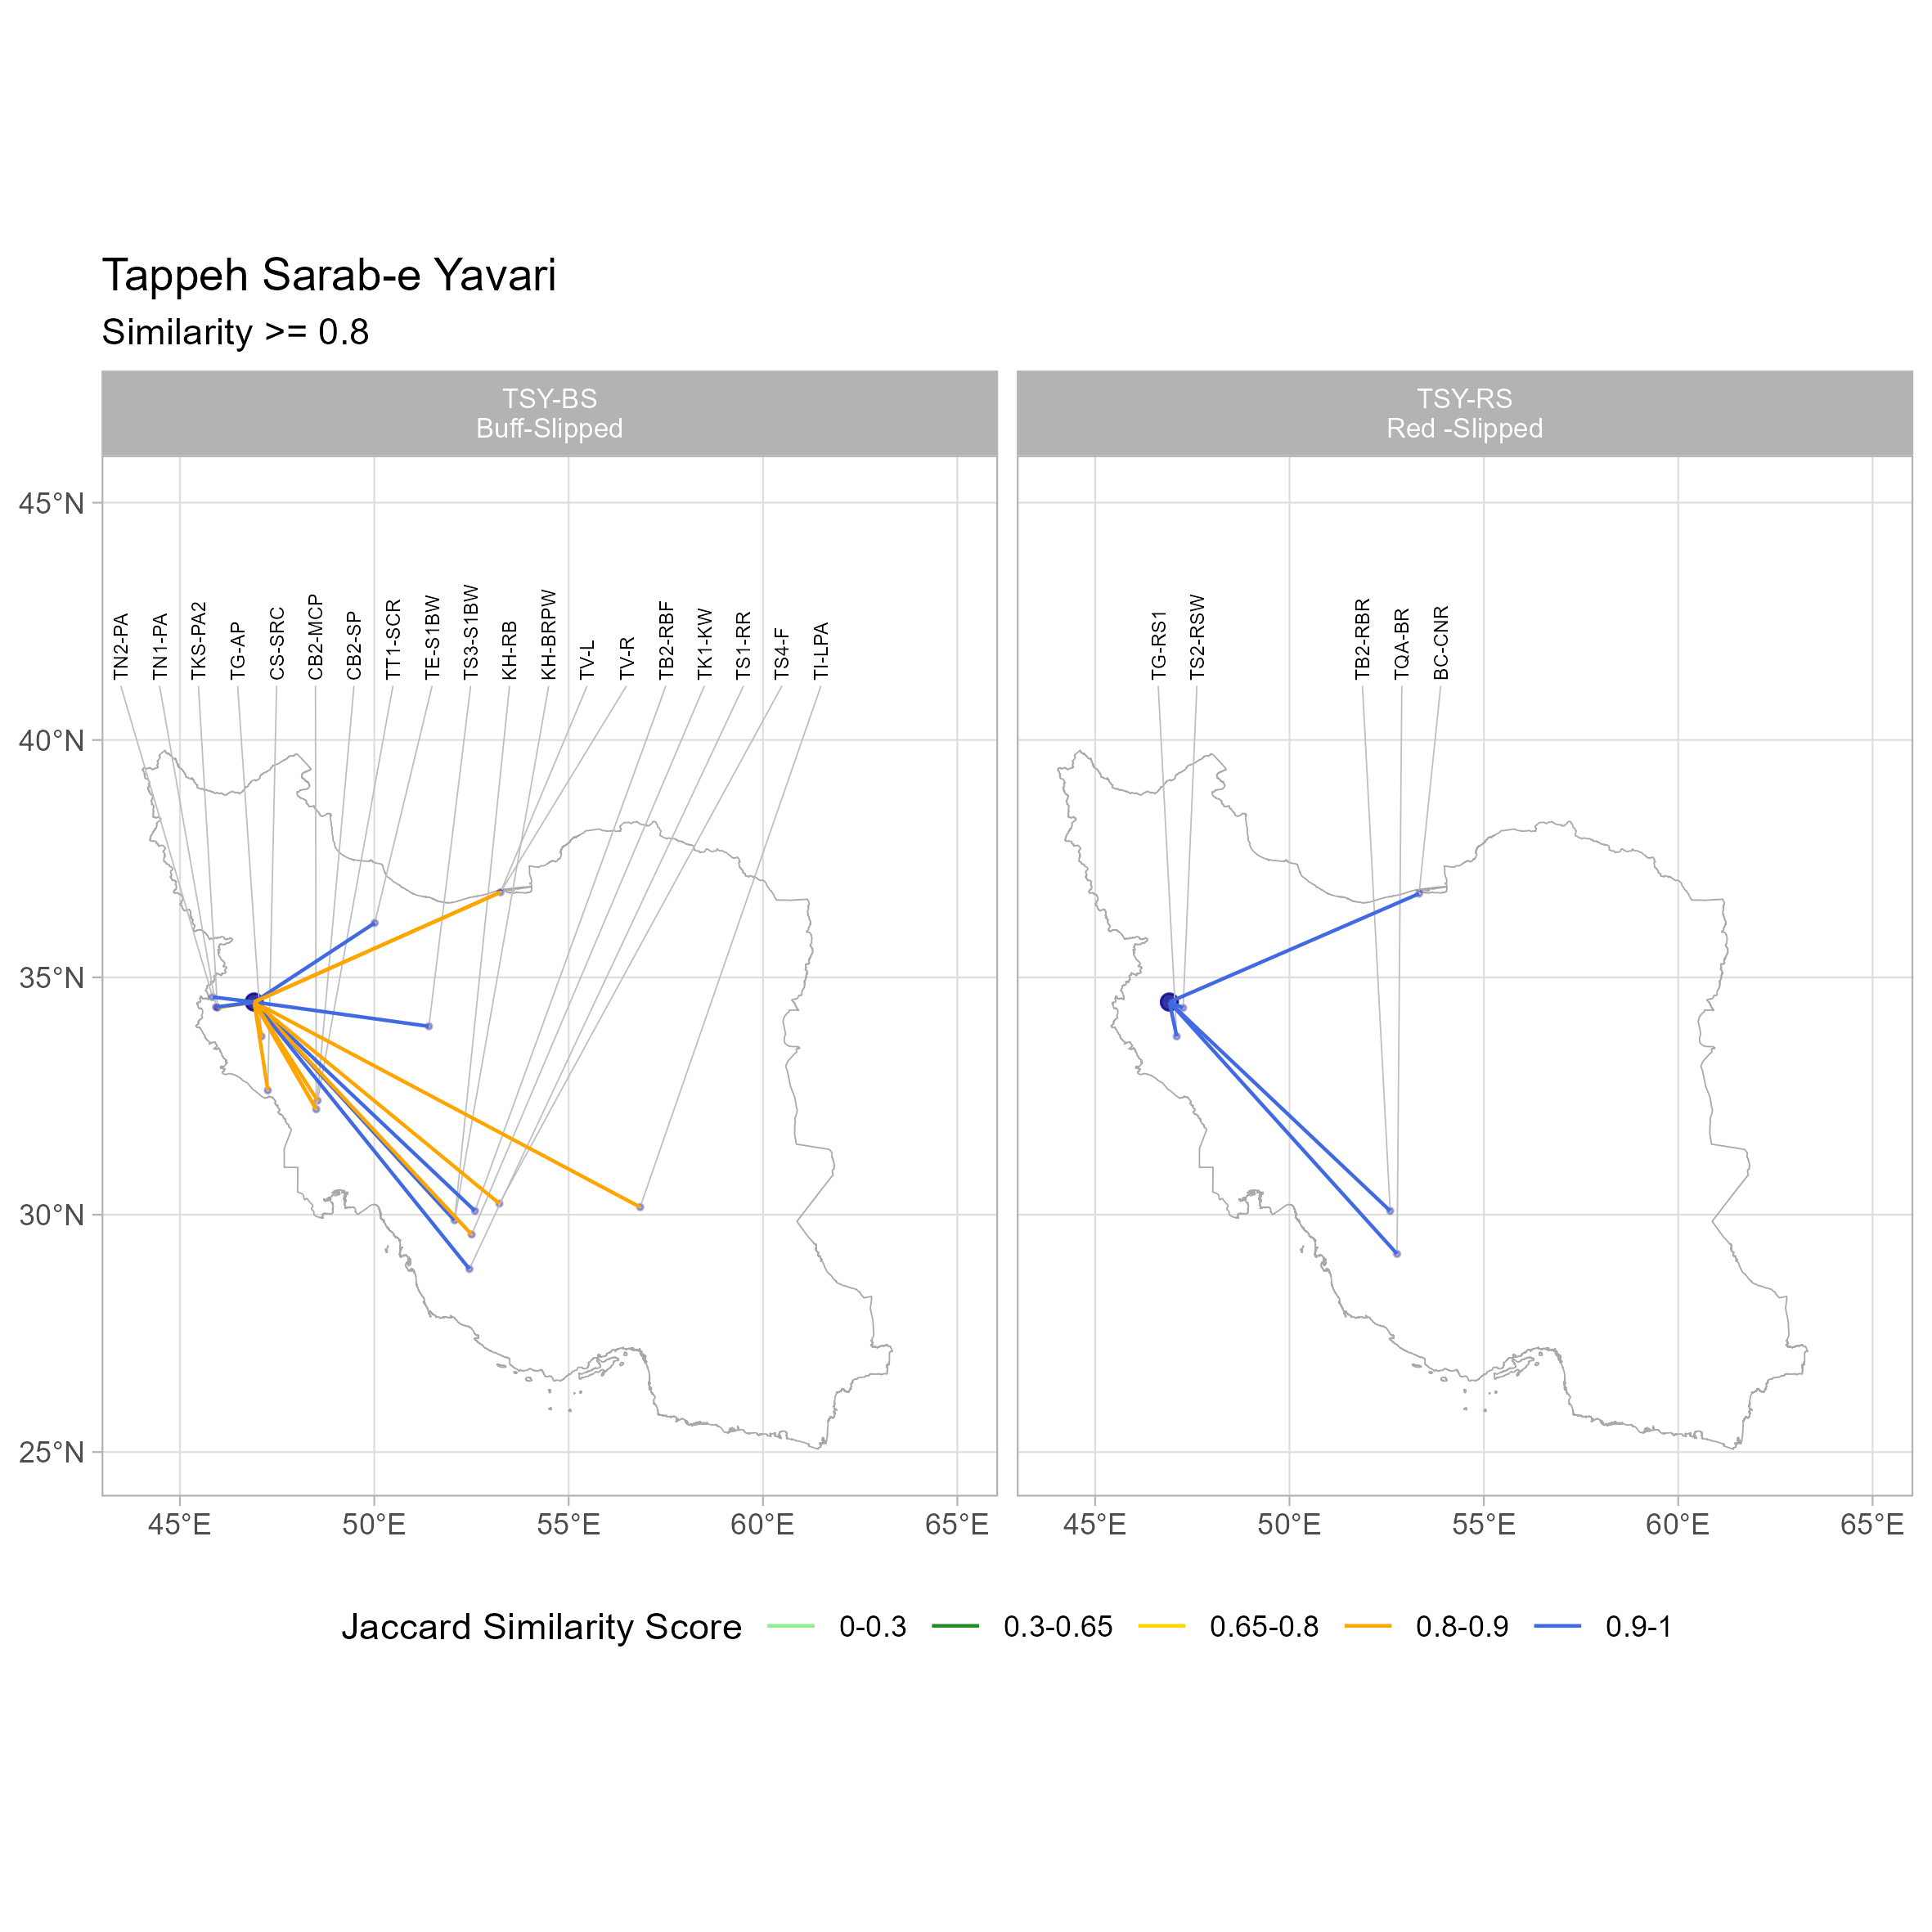 Tappeh Sarab-e Yavari
Similarity >= 0.8
TSY-BS
Buff-Slipped
TSY-RS
Red -Slipped
45°N
40°N
35°N
30°N
25°N
TN2-PA
TN1-PA
TKS-PA2
TG-AP
CS-SRC
CB2-MCP
CB2-SP
TT1-SCR
TE-S1BW
TS3-S1BW
KH-RB
KH-BRPW
TV-L
TV-R
TB2-RBF
TK1-KW
TS1-RR
TS4-F
TI-LPA
TG-RS1
TS2-RSW
TB2-RBR
TQA-BR
BC-CNR
45°E 50°E 55°E 60°E 65°E
45°E 50°E 55°E 60°E 65°E
Jaccard Similarity Score 0-0.3 0.3-0.65 0.65-0.8 0.8-0.9 0.9-1